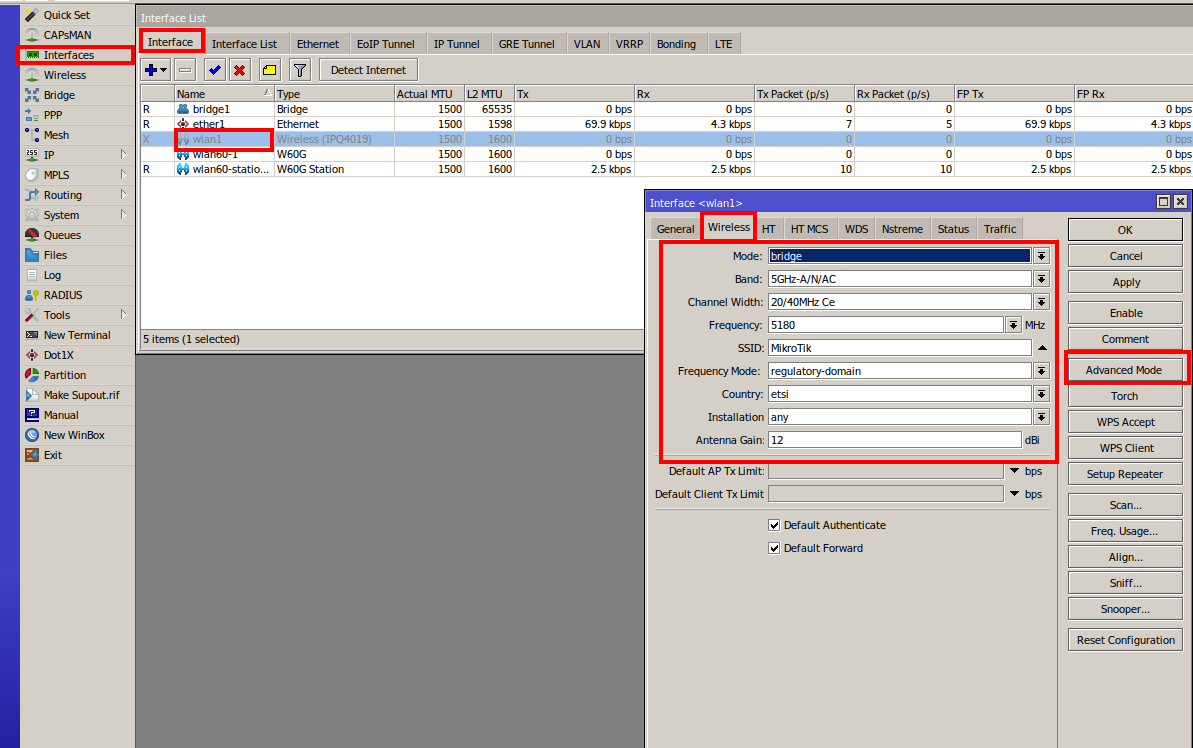 Quick Set
CAPsMAN
Interfaces
Wireless
Bridge
PPP
Mesh
IP
MPLS
Routing
System
Queues
Files
Log
RADIUS
Tools
New Terminal
Dot1X
Partition
Make Supout.rif
Manual
New WinBox
Exit
Interface List
Interface Interface List Ethernet EoIP Tunnel IP Tunnel GRE Tunnel VLAN VRRP Bonding LTE
Detect Internet
Name Type Actual MTU L2 MTU Tx Rx Tx Packet (p/s) Rx Packet (p/s) FP Tx FP Rx
R bridge1 Bridge 1500 65535 0 bps 0 bps 0 0 0 bps 0 bps
R ether1 Ethernet 1500 1598 69.9 kbps 4.3 kbps 7 5 69.9 kbps 4.3 kbps
X wlan1 Wireless (IPQ4019) 1500 1600 0 bps 0 bps 0 0 0 bps 0 bps
wlan60-1 W60G 1500 1600 0 bps 0 bps 0 0 0 bps 0 bps
R wlan60-statio... W60G Station 1500 1600 2.5 kbps 2.5 kbps 10 10 2.5 kbps 2.5 kbps
5 items (1 selected)
Interface <wlan1>
General Wireless HT HT MCS WDS Nstreme Status Traffic
Mode: bridge
Band: 5GHz-A/N/AC
Channel Width: 20/40MHz Ce
Frequency: 5180 MHz
SSID: MikroTik
Frequency Mode: regulatory-domain
Country: etsi
Installation any
Antenna Gain: 12 dBi
Default AP Tx Limit: bps
Default Client Tx Limit bps
Default Authenticate
Default Forward
OK
Cancel
Apply
Enable
Comment
Advanced Mode
Torch
WPS Accept
WPS Client
Setup Repeater
Scan...
Freq. Usage...
Align...
Sniff...
Snooper...
Reset Configuration